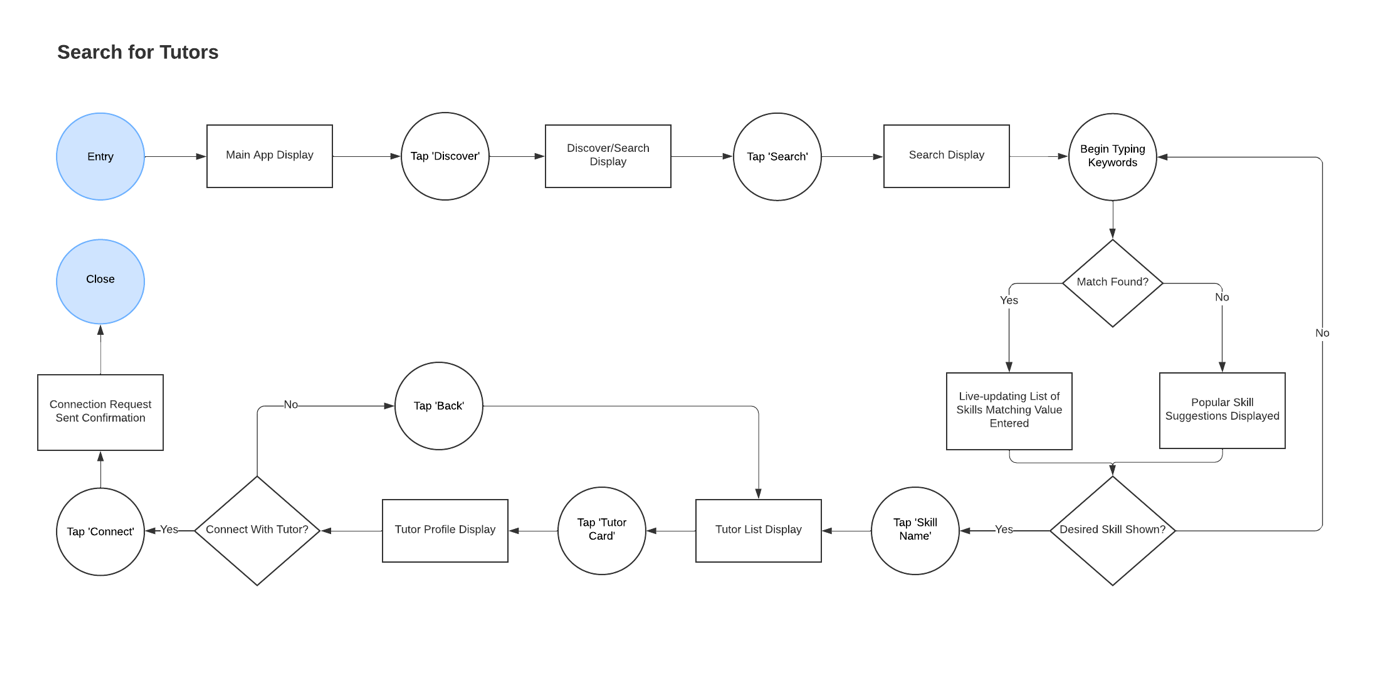 Search for Tutors
Entry
Main App Display
Tap 'Discover'
Discover/Search
Display
Tap 'Search'
Search Display
Begin Typing
Keywords
Match Found?
Yes
No
No
Live-updating List of
Skills Matching Value
Entered
Popular Skill
Suggestions Displayed
Desired Skill Shown?
Yes
Tap 'Skill
Name'
Tutor List Display
Tap 'Tutor
Card'
Tutor Profile Display
Connect With Tutor?
No
Tap 'Back'
Yes
Tap 'Connect'
Connection Request
Sent Confirmation
Close